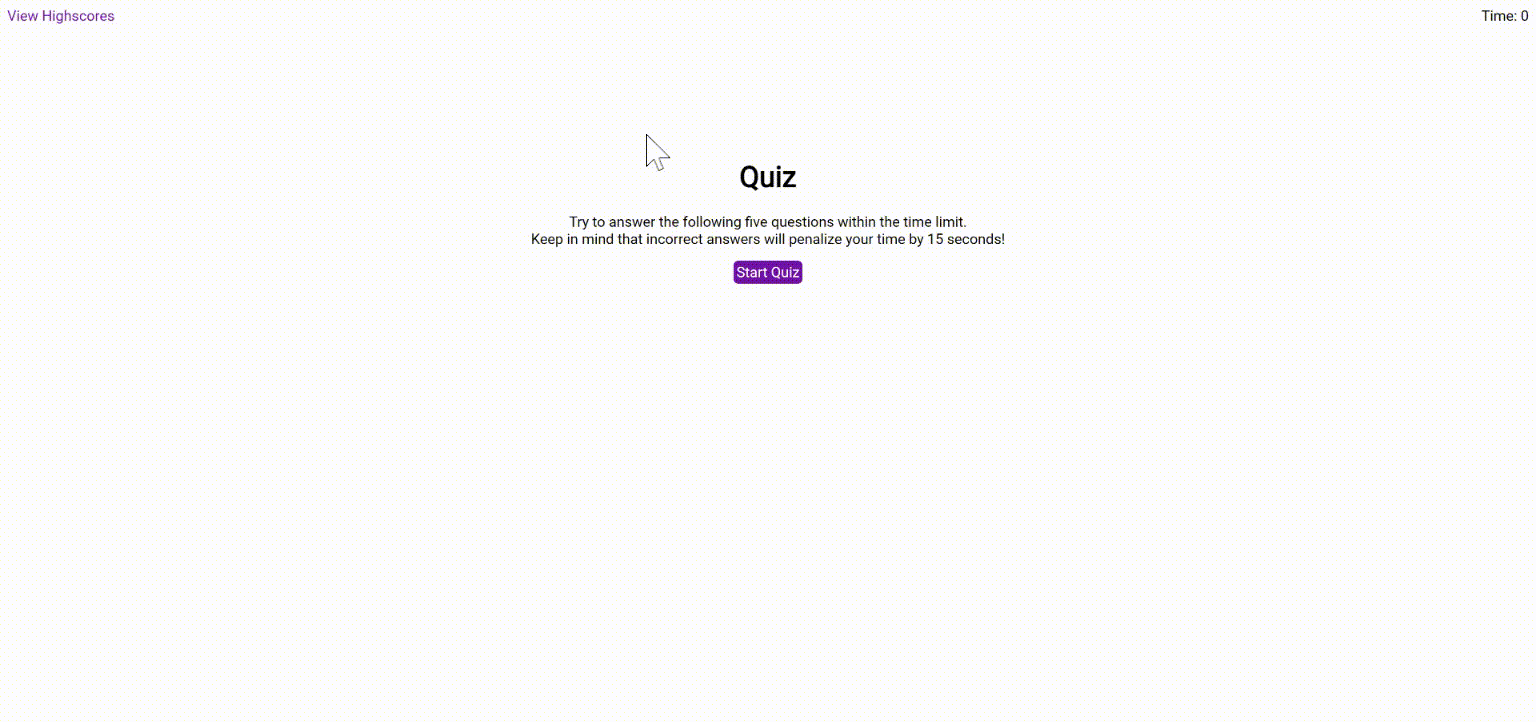 View Highscores
Time: 0
Quiz
Try to answer the following five questions within the time limit.
Keep in mind that incorrect answers will penalize your time by 15 seconds!
Start Quiz